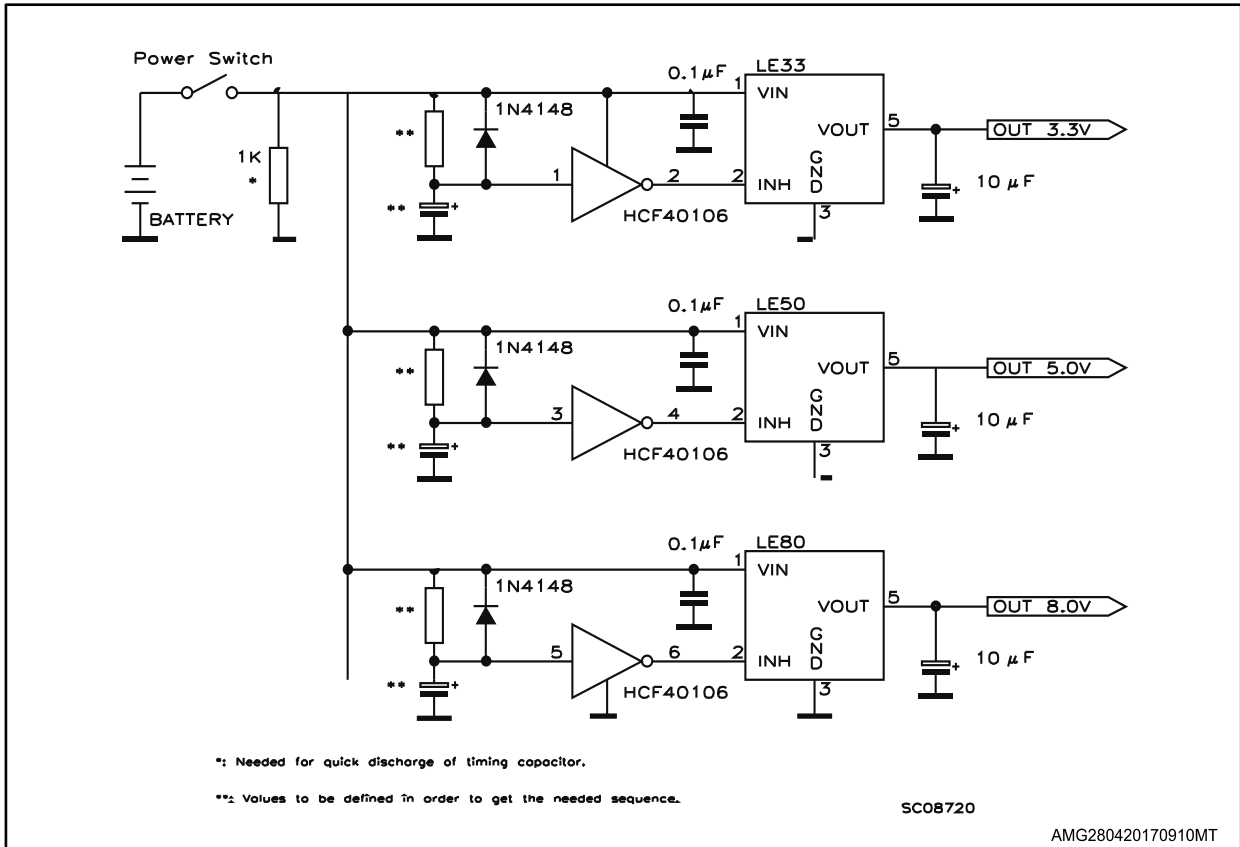 Power Switch
1K
*
BATTERY
**
**
1N4148
1
2
HCF40106
0.1μF
1
2
LE33
VIN
VOUT
GND
INH
3
5
OUT 3.3V
+
10 μF
**
**
1N4148
3
4
HCF40106
0.1μF
1
2
LE50
VIN
VOUT
GND
INH
3
5
OUT 5.0V
+
10 μF
**
**
1N4148
5
6
HCF40106
0.1μF
1
2
LE80
VIN
VOUT
GND
INH
3
5
OUT 8.0V
+
10 μF
*: Needed for quick discharge of timing capacitor.
**: Values to be defined in order to get the needed sequence.
SC08720
AMG280420170910MT